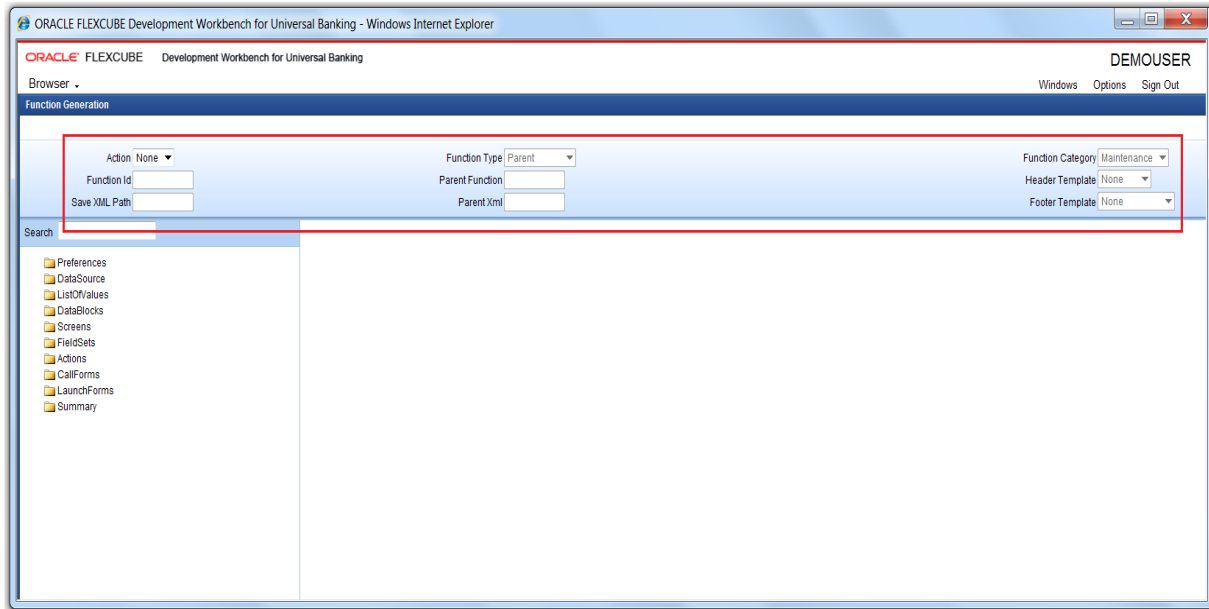 ORACLE FLEXCUBE Development Workbench for Universal Banking - Windows Internet Explorer
X
ORACLE FLEXCUBE Development Workbench for Universal Banking
DEMOUSER
Browser
Windows Options Sign Out
Function Generation
Action None Function Type Parent Function Category Maintenance
Function Id Parent Function Header Template None
Save XML Path Parent Xml Footer Template None
Search
Preferences
DataSource
ListOfValues
DataBlocks
Screens
FieldSets
Actions
CallForms
LaunchForms
Summary